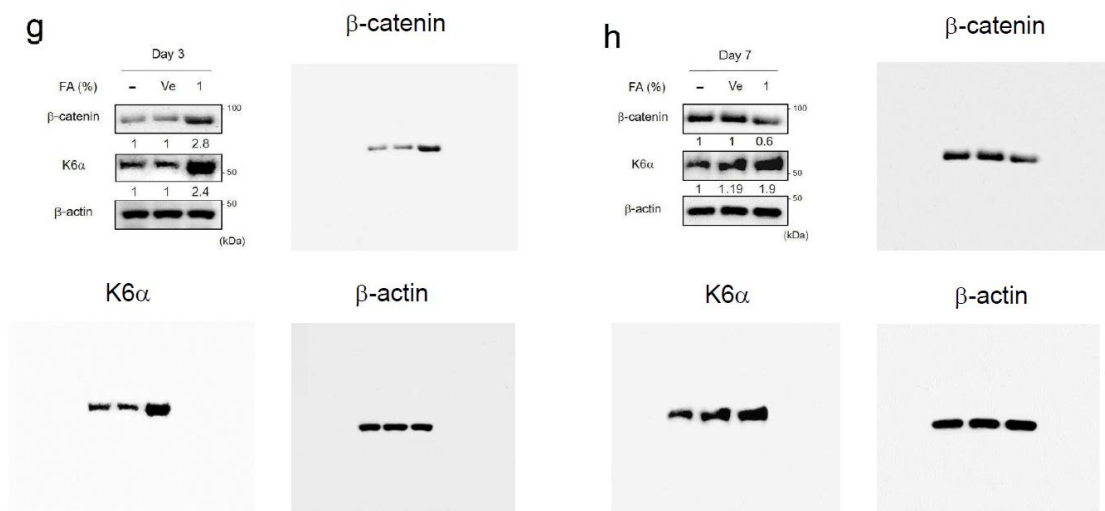 g
β-catenin
Day 3
FA (%) – Ve 1
β-catenin
100
1 1 2.8
K6α
50
1 1 2.4
50
β-actin
(kDa)
h
β-catenin
Day 7
FA (%) – Ve 1
β-catenin
100
1 1 0.6
K6α
50
1 1.19 1.9
50
β-actin
(kDa)
K6α
β-actin
K6α
β-actin